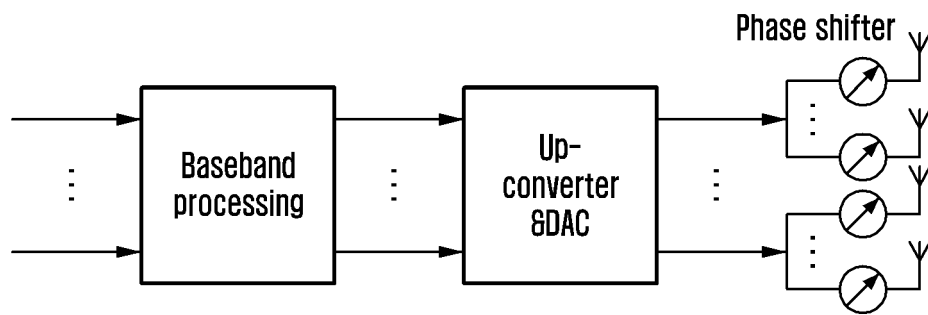 Phase shifter
Baseband
processing
Up-
converter
&DAC